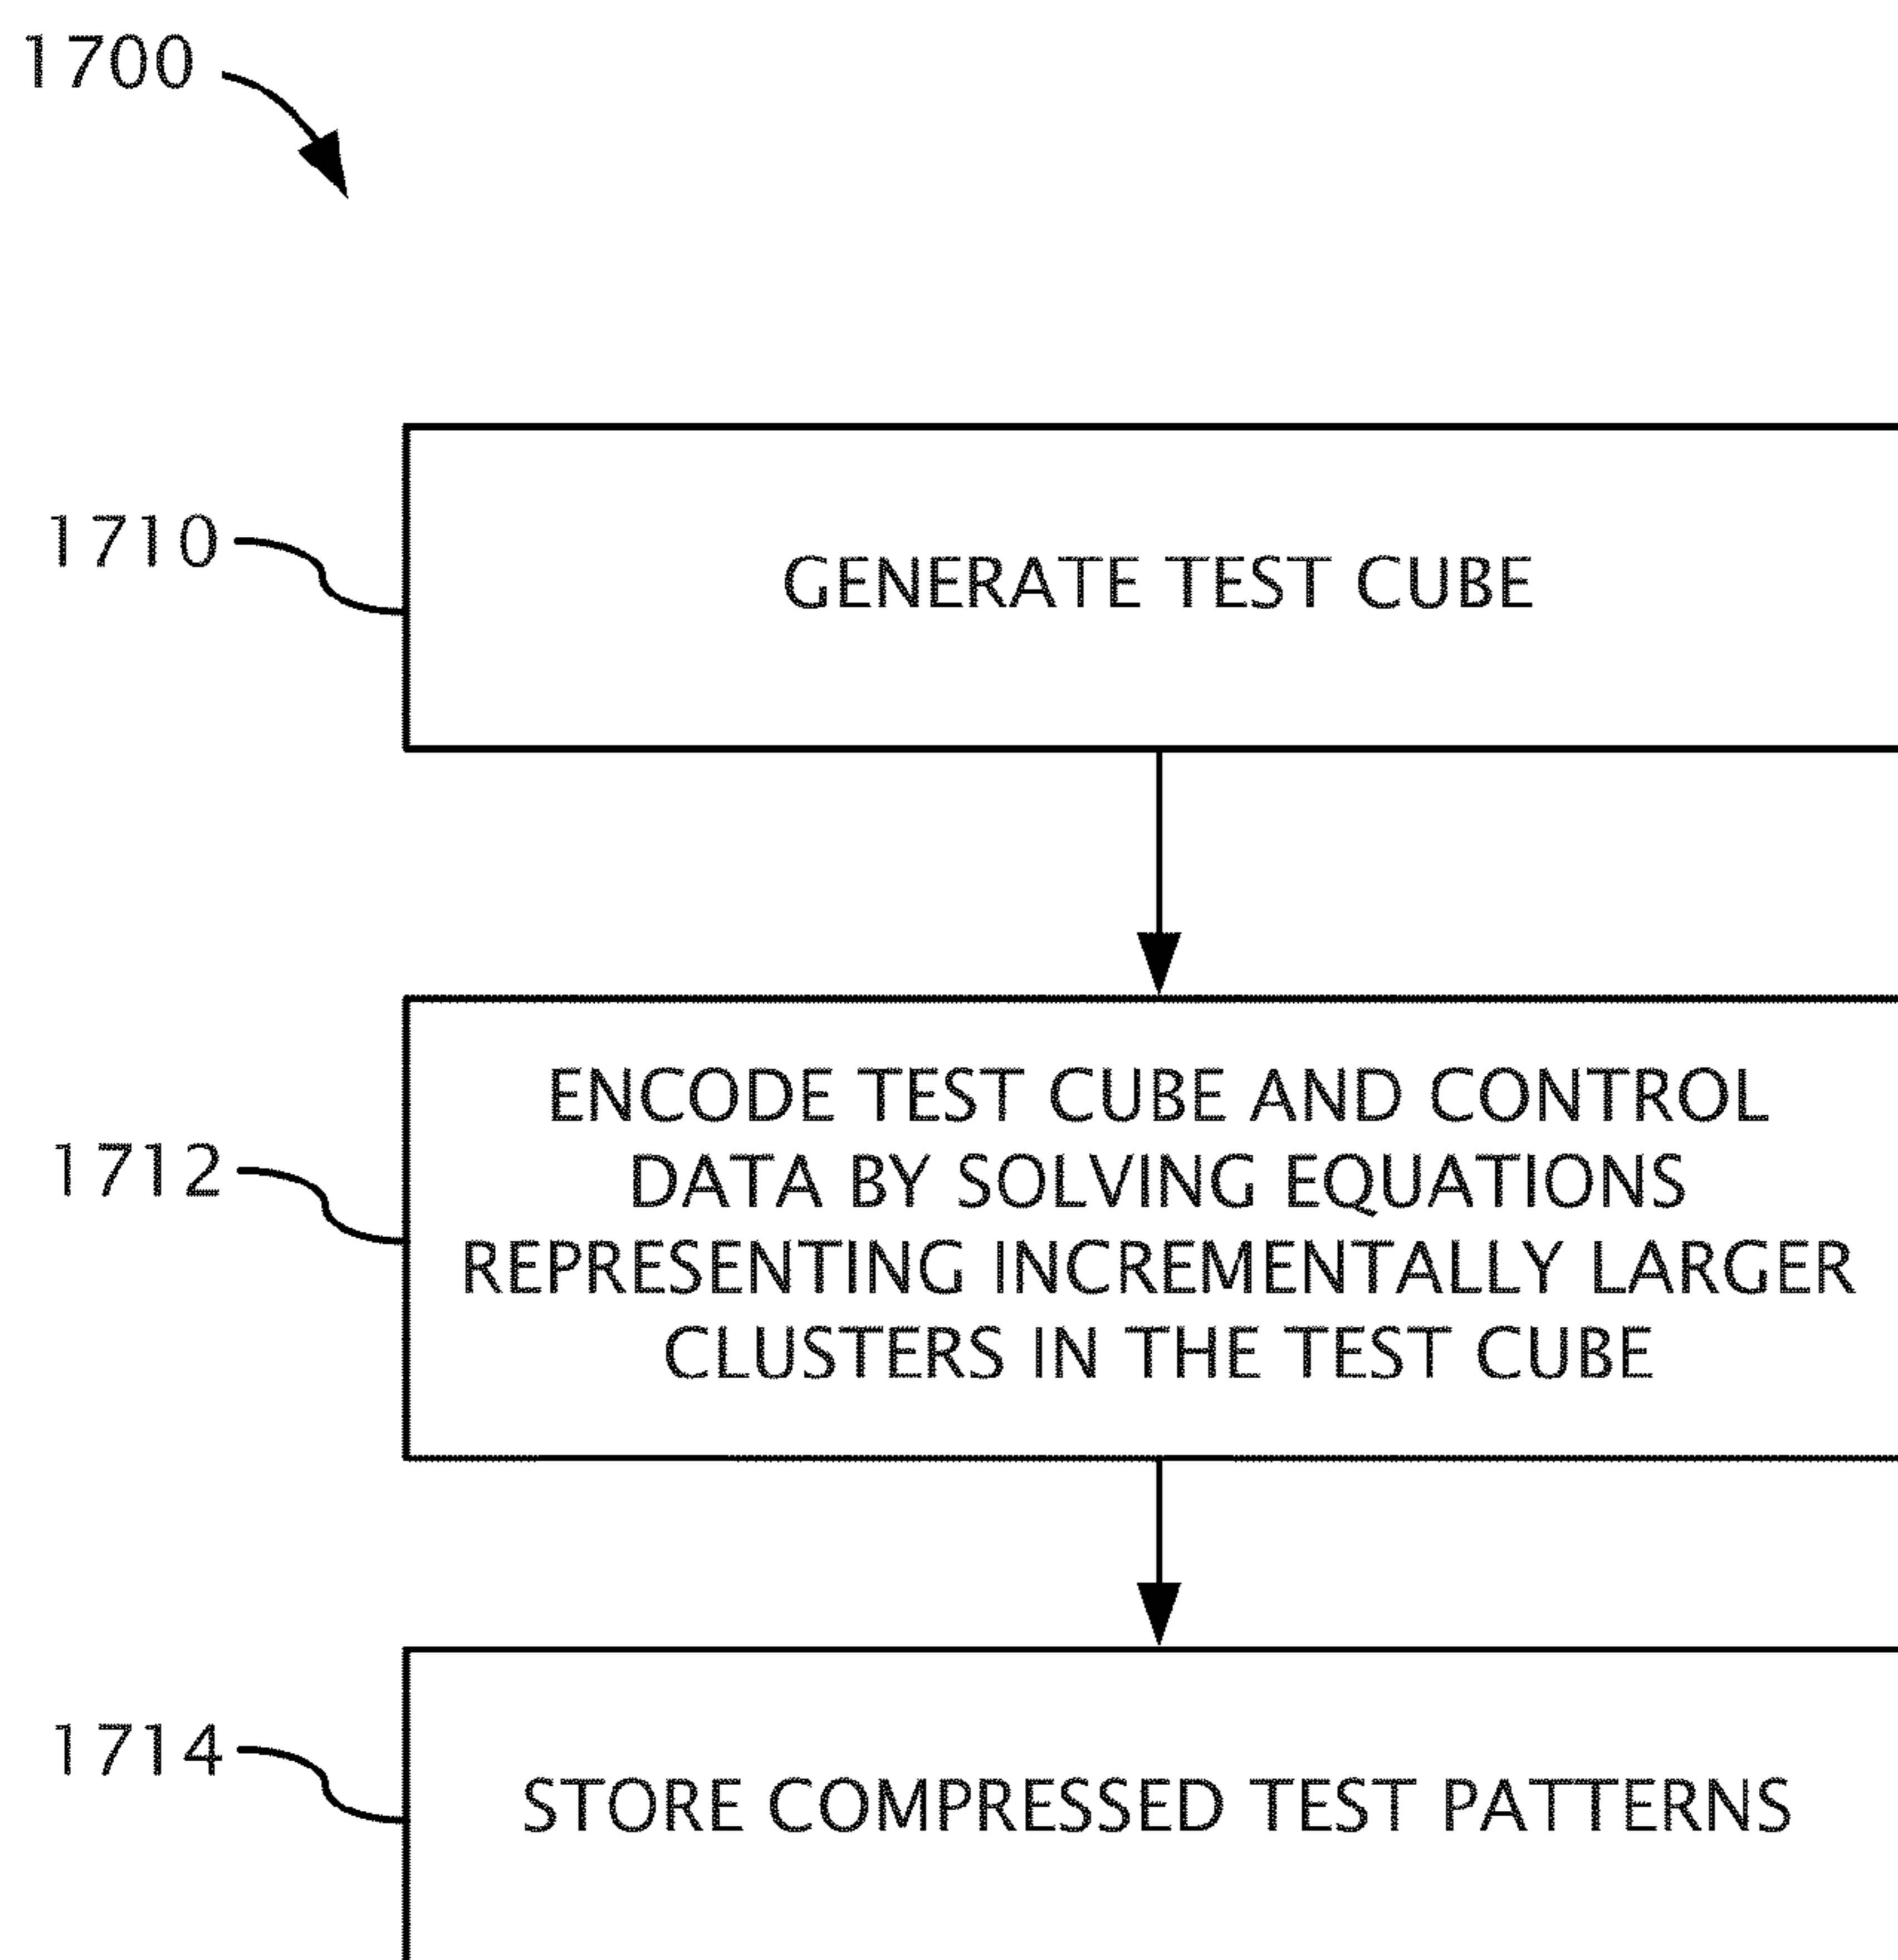 1700
1710
GENERATE TEST CUBE
1712
ENCODE TEST CUBE AND CONTROL
DATA BY SOLVING EQUATIONS
REPRESENTING INCREMENTALLY LARGER
CLUSTERS IN THE TEST CUBE
1714
STORE COMPRESSED TEST PATTERNS